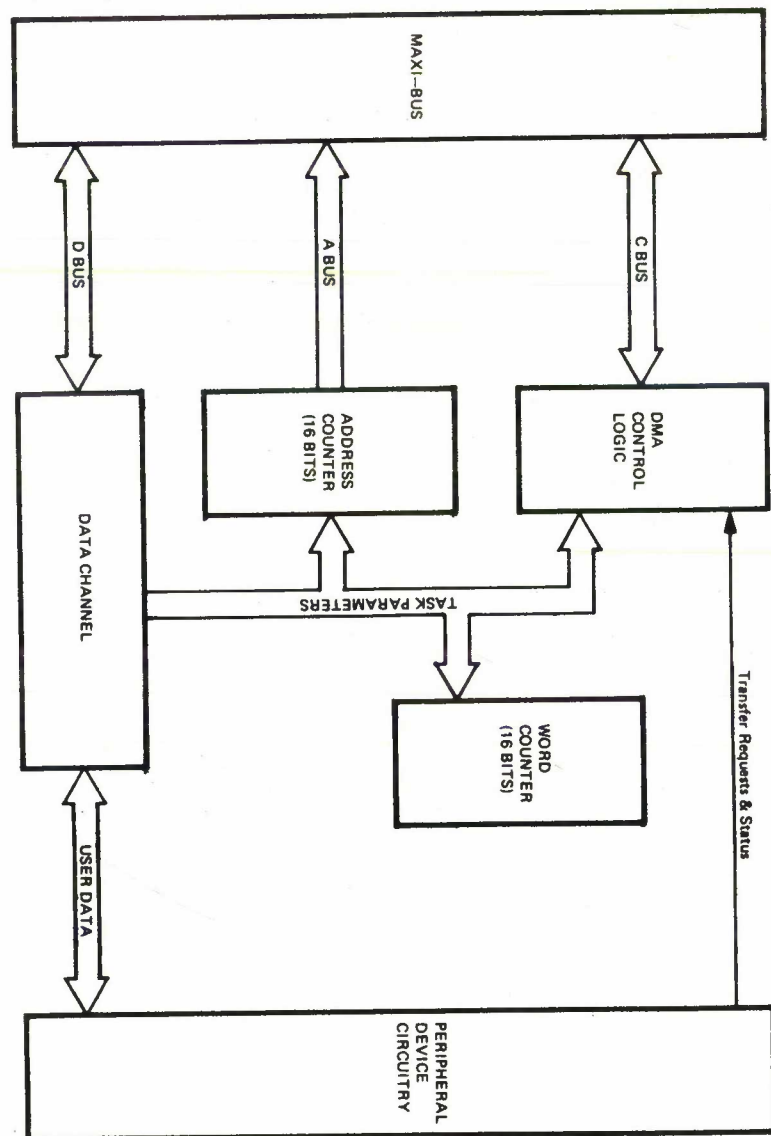 MAXI-BUS
C BUS
A BUS
D BUS
DMA
CONTROL
LOGIC
ADDRESS
COUNTER
(16 BITS)
DATA CHANNEL
TASK PARAMETERS
WORD
COUNTER
(16 BITS)
Transfer Requests & Status
USER DATA
PERIPHERAL
DEVICE
CIRCUITRY